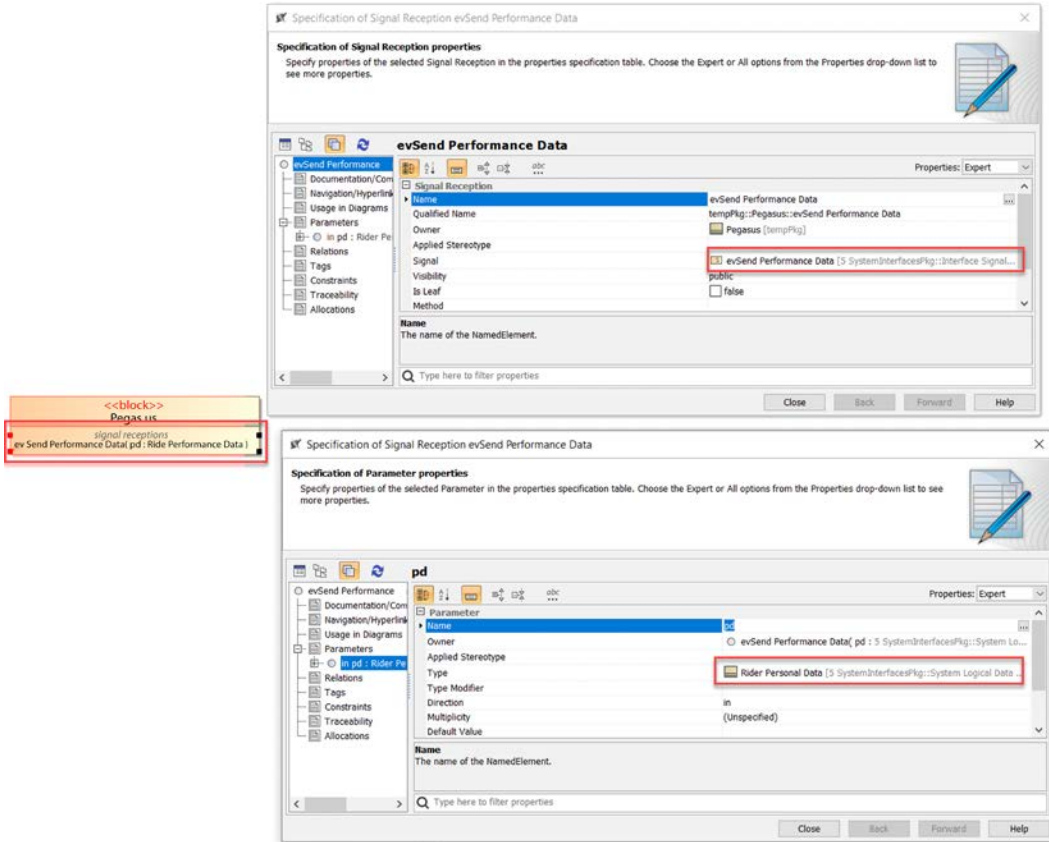 Specification of Signal Reception evSend Performance Data
Specification of Signal Reception properties
Specify properties of the selected Signal Reception in the properties specification table. Choose the Expert or All options from the Properties drop-down list to
see more properties.
evSend Performance Data
evSend Performance
Documentation/Com
Navigation/Hyperlink
Usage in Diagrams
Parameters
in pd : Rider Pe
Relations
Tags
Constraints
Traceability
Allocations
abc
Properties: Expert
Signal Reception
Name evSend Performance Data
Qualified Name tempPkg::Pegasus::evSend Performance Data
Owner Pegasus [tempPkg]
Applied Stereotype
Signal evSend Performance Data [5 SystemInterfacesPkg::Interface Signal...
Visibility public
Is Leaf false
Method
Name
The name of the NamedElement.
Type here to filter properties
Close Back Forward Help
<<block>>
Pegasus
signal receptions
ev Send Performance Data( pd : Ride Performance Data )
Specification of Signal Reception evSend Performance Data
Specification of Parameter properties
Specify properties of the selected Parameter in the properties specification table. Choose the Expert or All options from the Properties drop-down list to see
more properties.
pd
evSend Performance
Documentation/Com
Navigation/Hyperlink
Usage in Diagrams
Parameters
in pd : Rider Pe
Relations
Tags
Constraints
Traceability
Allocations
abc
Properties: Expert
Parameter
Name pd
Owner evSend Performance Data( pd : 5 SystemInterfacesPkg::System Lo...
Applied Stereotype
Type Rider Personal Data [5 SystemInterfacesPkg::System Logical Data ...
Type Modifier
Direction in
Multiplicity (Unspecified)
Default Value
Name
The name of the NamedElement.
Type here to filter properties
Close Back Forward Help